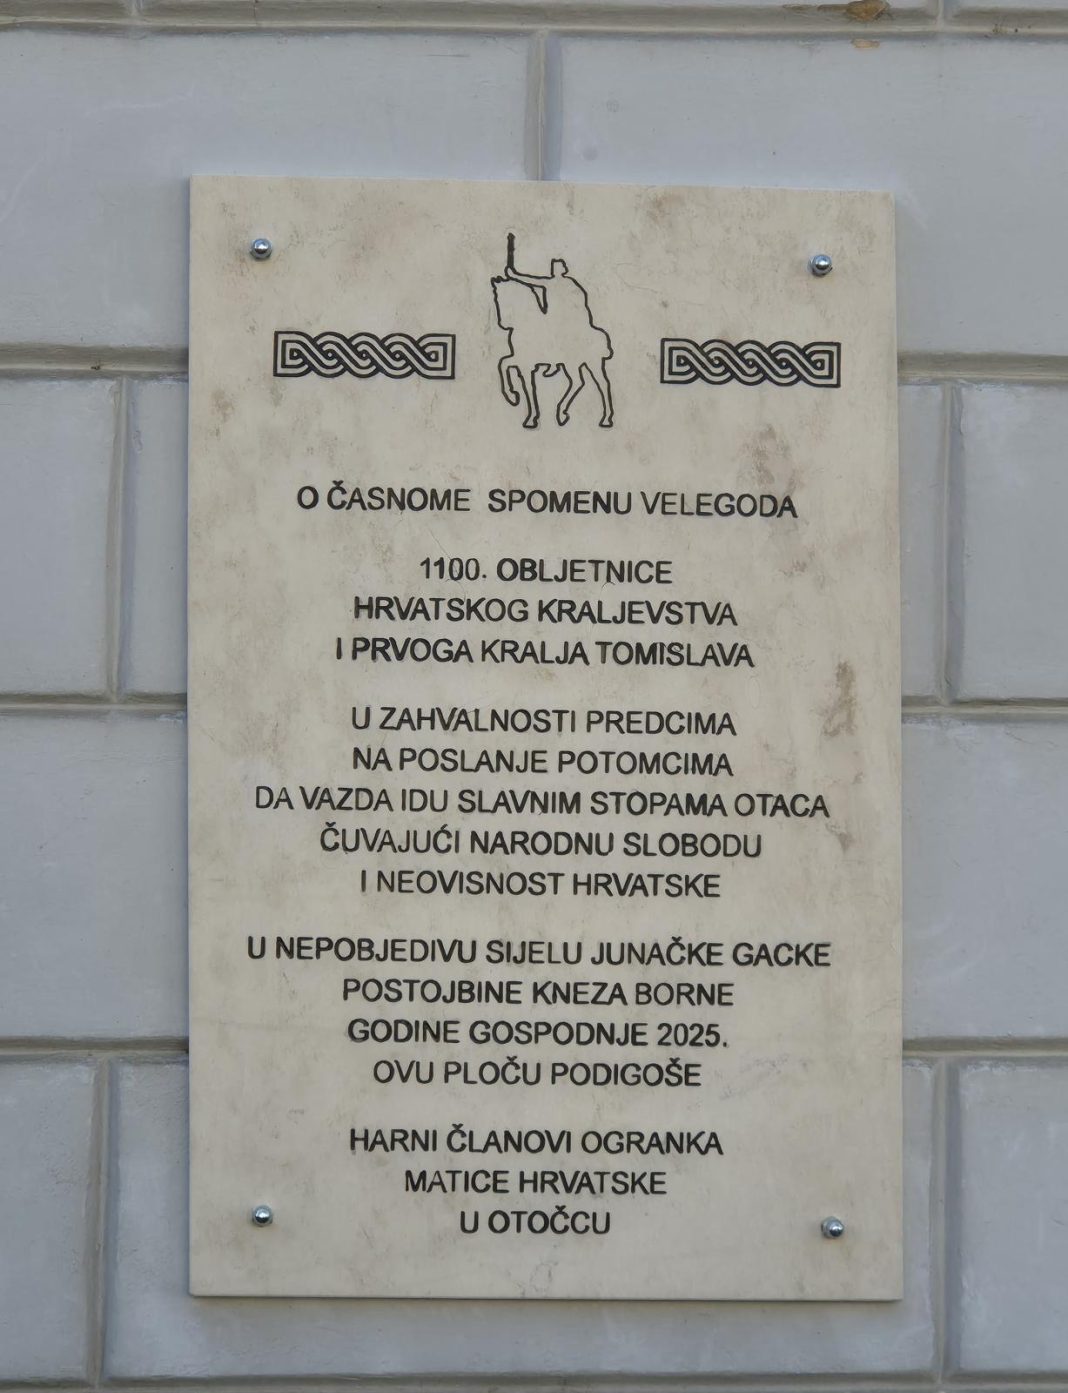 O ČASNOME SPOMENU VELEGODA
1100. OBLJETNICE
HRVATSKOG KRALJEVSTVA
I PRVOGA KRALJA TOMISLAVA
U ZAHVALNOSTI PREDCIMA
NA POSLANJE POTOMCIMA
DA VAZDA IDU SLAVNIM STOPAMA OTACA
ČUVAJUĆI NARODNU SLOBODU
I NEOVISNOST HRVATSKE
U NEPOBJEDIVU SIJELU JUNAČKE GACKE
POSTOJBINE KNEZA BORNE
GODINE GOSPODNJE 2025.
OVU PLOČU PODIGOŠE
HARNI ČLANOVI OGRANKA
MATICE HRVATSKE
U OTOČCU